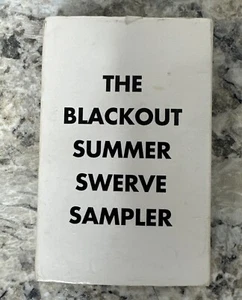 THE
BLACKOUT
SUMMER
SWERVE
SAMPLER